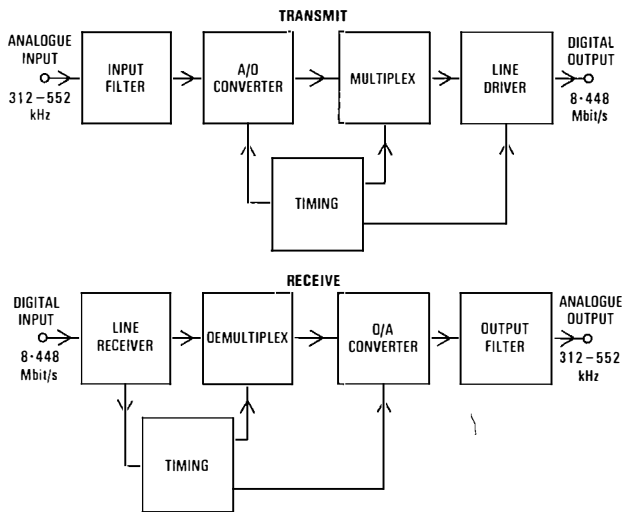 TRANSMIT
ANALOGUE
INPUT
312–552
kHz
INPUT
FILTER
A/D
CONVERTER
MULTIPLEX
LINE
DRIVER
DIGITAL
OUTPUT
8·448
Mbit/s
TIMING
RECEIVE
DIGITAL
INPUT
8·448
Mbit/s
LINE
RECEIVER
DEMULTIPLEX
D/A
CONVERTER
OUTPUT
FILTER
ANALOGUE
OUTPUT
312–552
kHz
TIMING